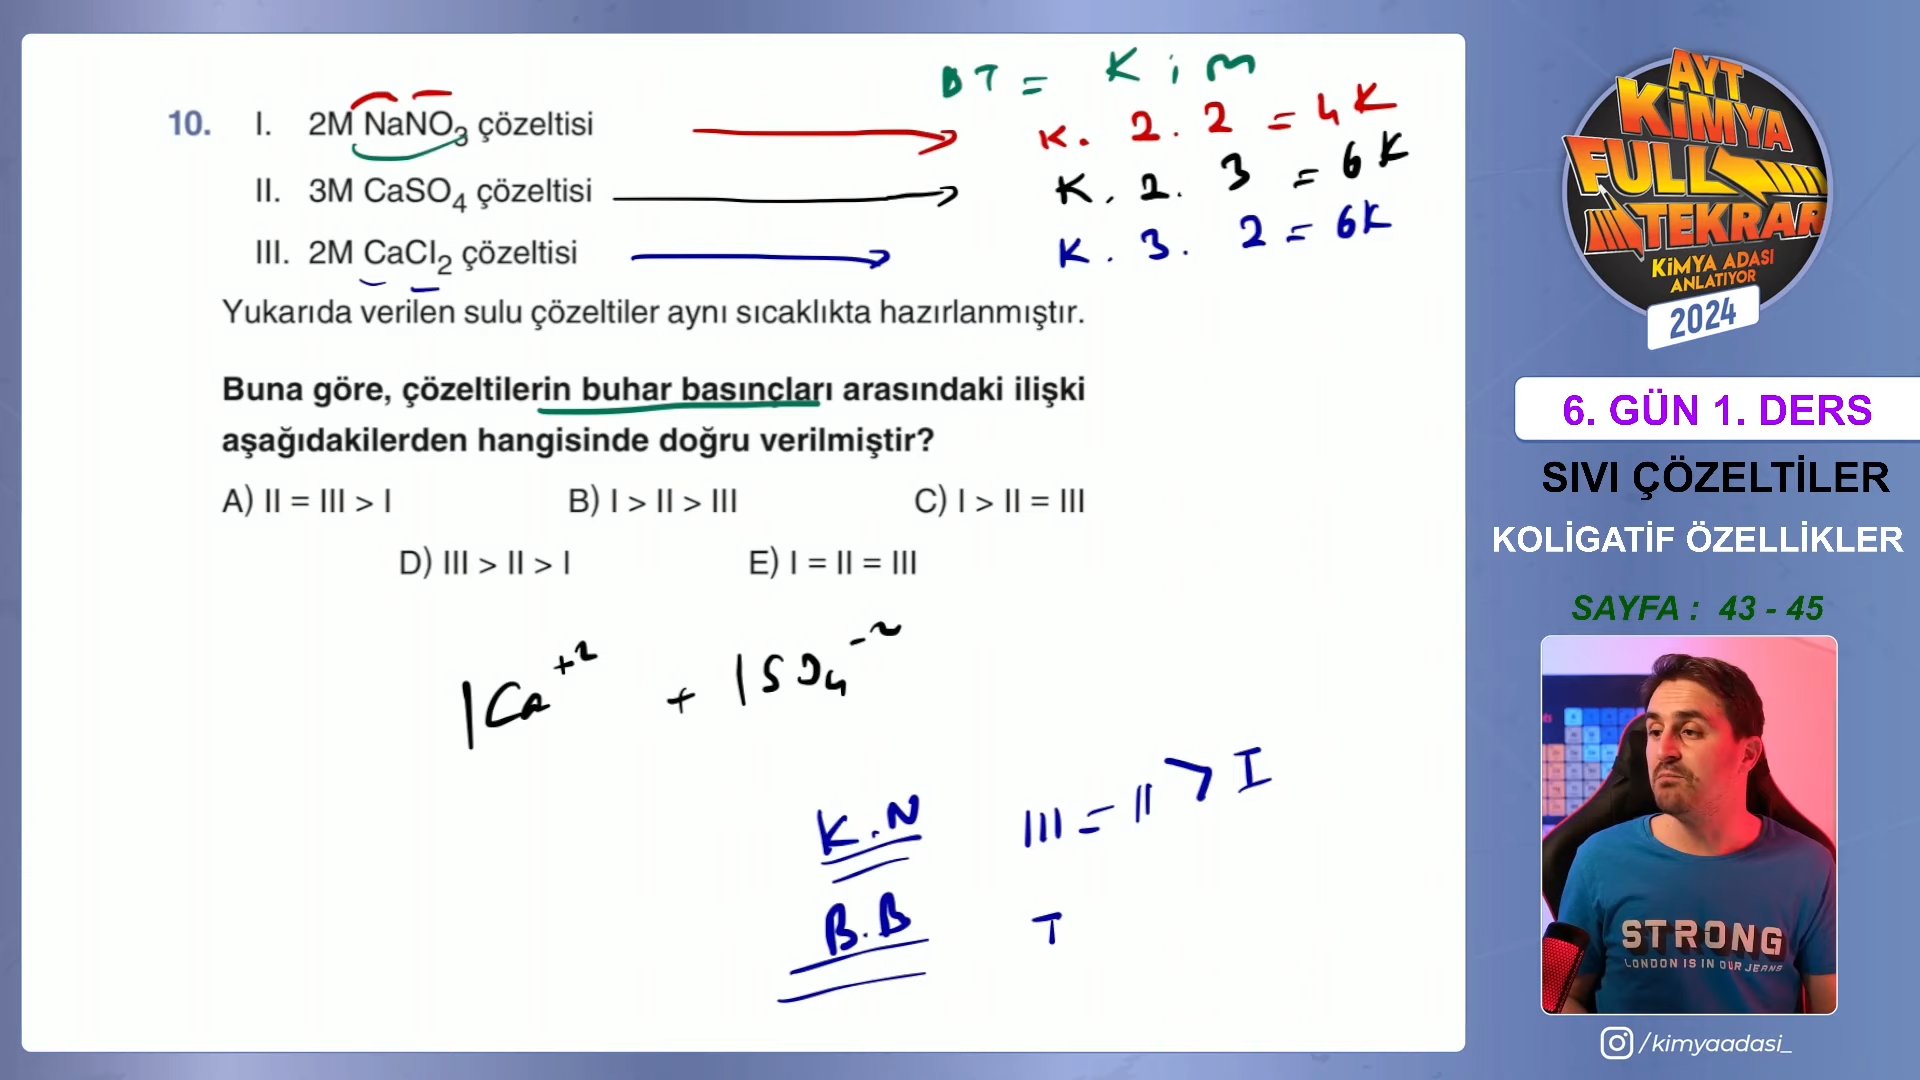 10. I. 2M NaNO3 çözeltisi
II. 3M CaSO4 çözeltisi
III. 2M CaCl2 çözeltisi
Yukarıda verilen sulu çözeltiler aynı sıcaklıkta hazırlanmıştır.
Buna göre, çözeltilerin buhar basınçları arasındaki ilişki
aşağıdakilerden hangisinde doğru verilmiştir?
A) II = III > I B) I > II > III C) I > II = III
D) III > II > I E) I = II = III
DT = K i m
K. 2. 2 = 4K
K. 2. 3 = 6K
K. 3. 2 = 6K
1Ca+2 + 1SO4-2
K.N III = II > I
B.B I
AYT
KİMYA
FULL
TEKRAR
KİMYA ADASI
ANLATIYOR
2024
6. GÜN 1. DERS
SIVI ÇÖZELTİLER
KOLİGATİF ÖZELLİKLER
SAYFA : 43 - 45
STRONG
LONDON IS IN OUR JEANS
/kimyaadasi_